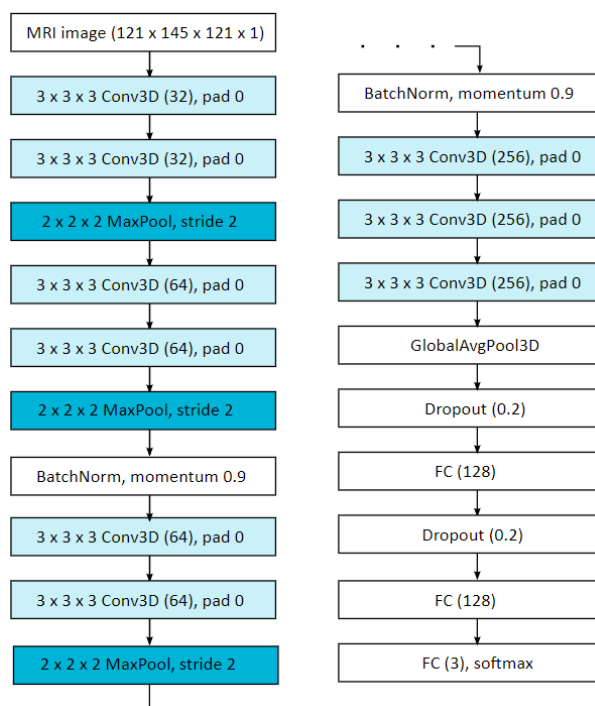 MRI image (121 x 145 x 121 x 1)
3 x 3 x 3 Conv3D (32), pad 0
3 x 3 x 3 Conv3D (32), pad 0
2 x 2 x 2 MaxPool, stride 2
3 x 3 x 3 Conv3D (64), pad 0
3 x 3 x 3 Conv3D (64), pad 0
2 x 2 x 2 MaxPool, stride 2
BatchNorm, momentum 0.9
3 x 3 x 3 Conv3D (64), pad 0
3 x 3 x 3 Conv3D (64), pad 0
2 x 2 x 2 MaxPool, stride 2
. . . .
BatchNorm, momentum 0.9
3 x 3 x 3 Conv3D (256), pad 0
3 x 3 x 3 Conv3D (256), pad 0
3 x 3 x 3 Conv3D (256), pad 0
GlobalAvgPool3D
Dropout (0.2)
FC (128)
Dropout (0.2)
FC (128)
FC (3), softmax